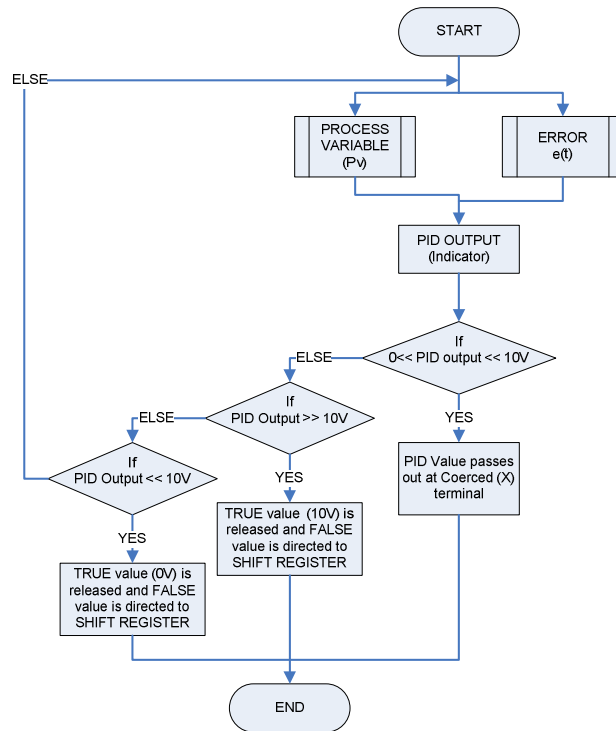 START
ELSE
PROCESS
VARIABLE
(Pv)
ERROR
e(t)
PID OUTPUT
(Indicator)
If
0<< PID output << 10V
ELSE
YES
If
PID Output >> 10V
ELSE
YES
If
PID Output << 10V
YES
PID Value passes
out at Coerced (X)
terminal
TRUE value (10V) is
released and FALSE
value is directed to
SHIFT REGISTER
TRUE value (0V) is
released and FALSE
value is directed to
SHIFT REGISTER
END